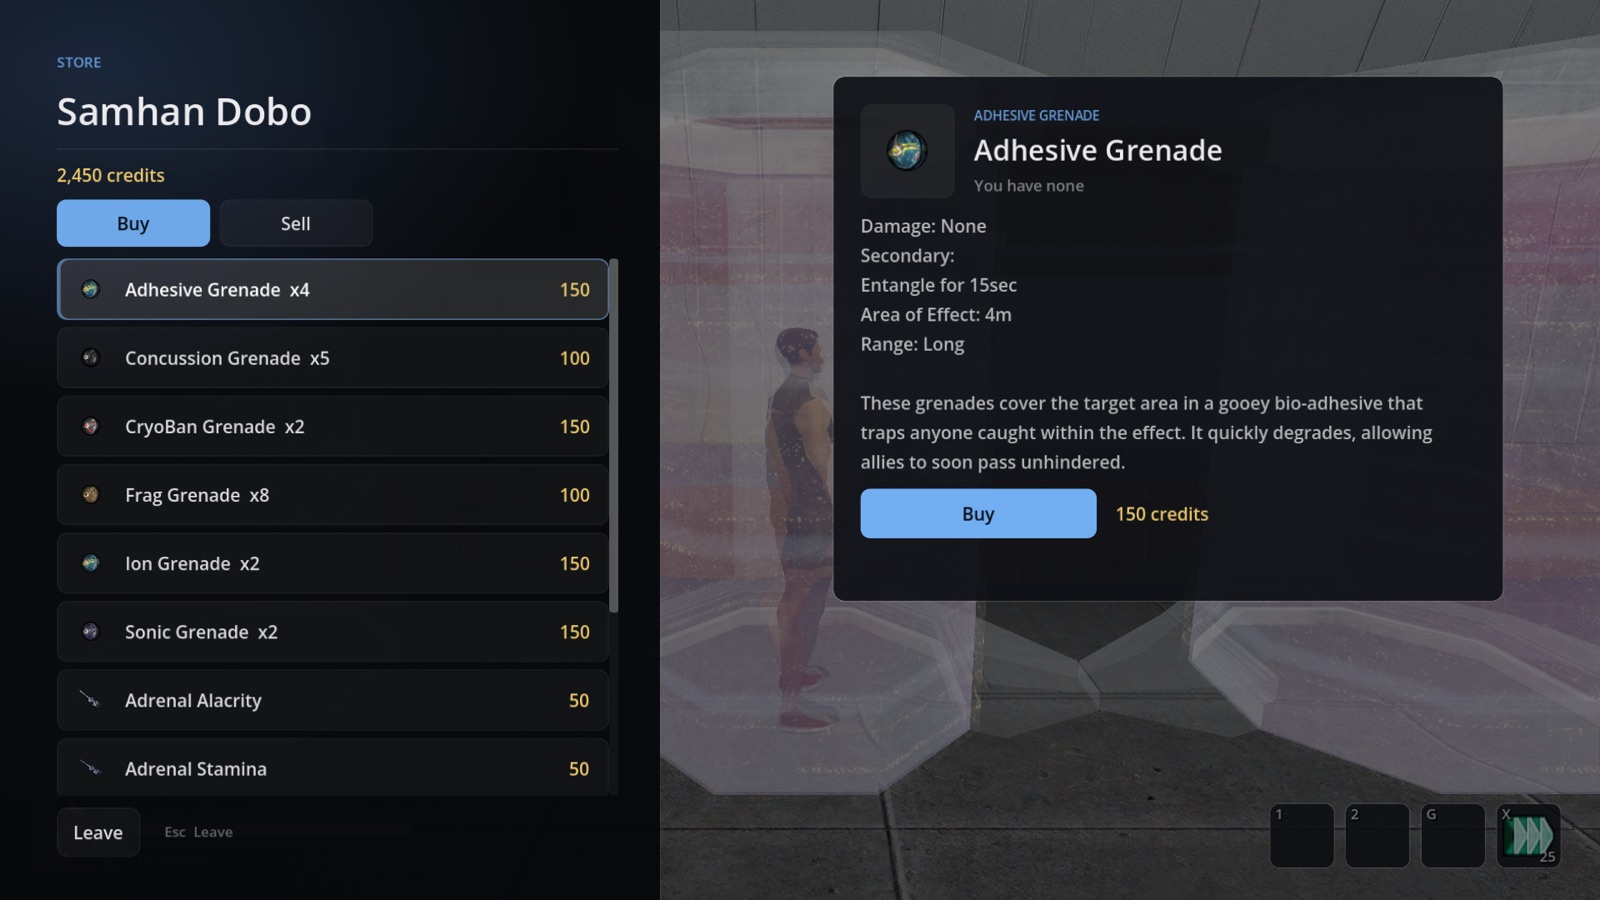 STORE
Samhan Dobo
2,450 credits
Buy
Sell
Adhesive Grenade x4
150
Concussion Grenade x5
100
CryoBan Grenade x2
150
Frag Grenade x8
100
Ion Grenade x2
150
Sonic Grenade x2
150
Adrenal Alacrity
50
Adrenal Stamina
50
Leave
Esc Leave
ADHESIVE GRENADE
Adhesive Grenade
You have none
Damage: None
Secondary:
Entangle for 15sec
Area of Effect: 4m
Range: Long
These grenades cover the target area in a gooey bio-adhesive that
traps anyone caught within the effect. It quickly degrades, allowing
allies to soon pass unhindered.
Buy
150 credits
1
2
G
X
25